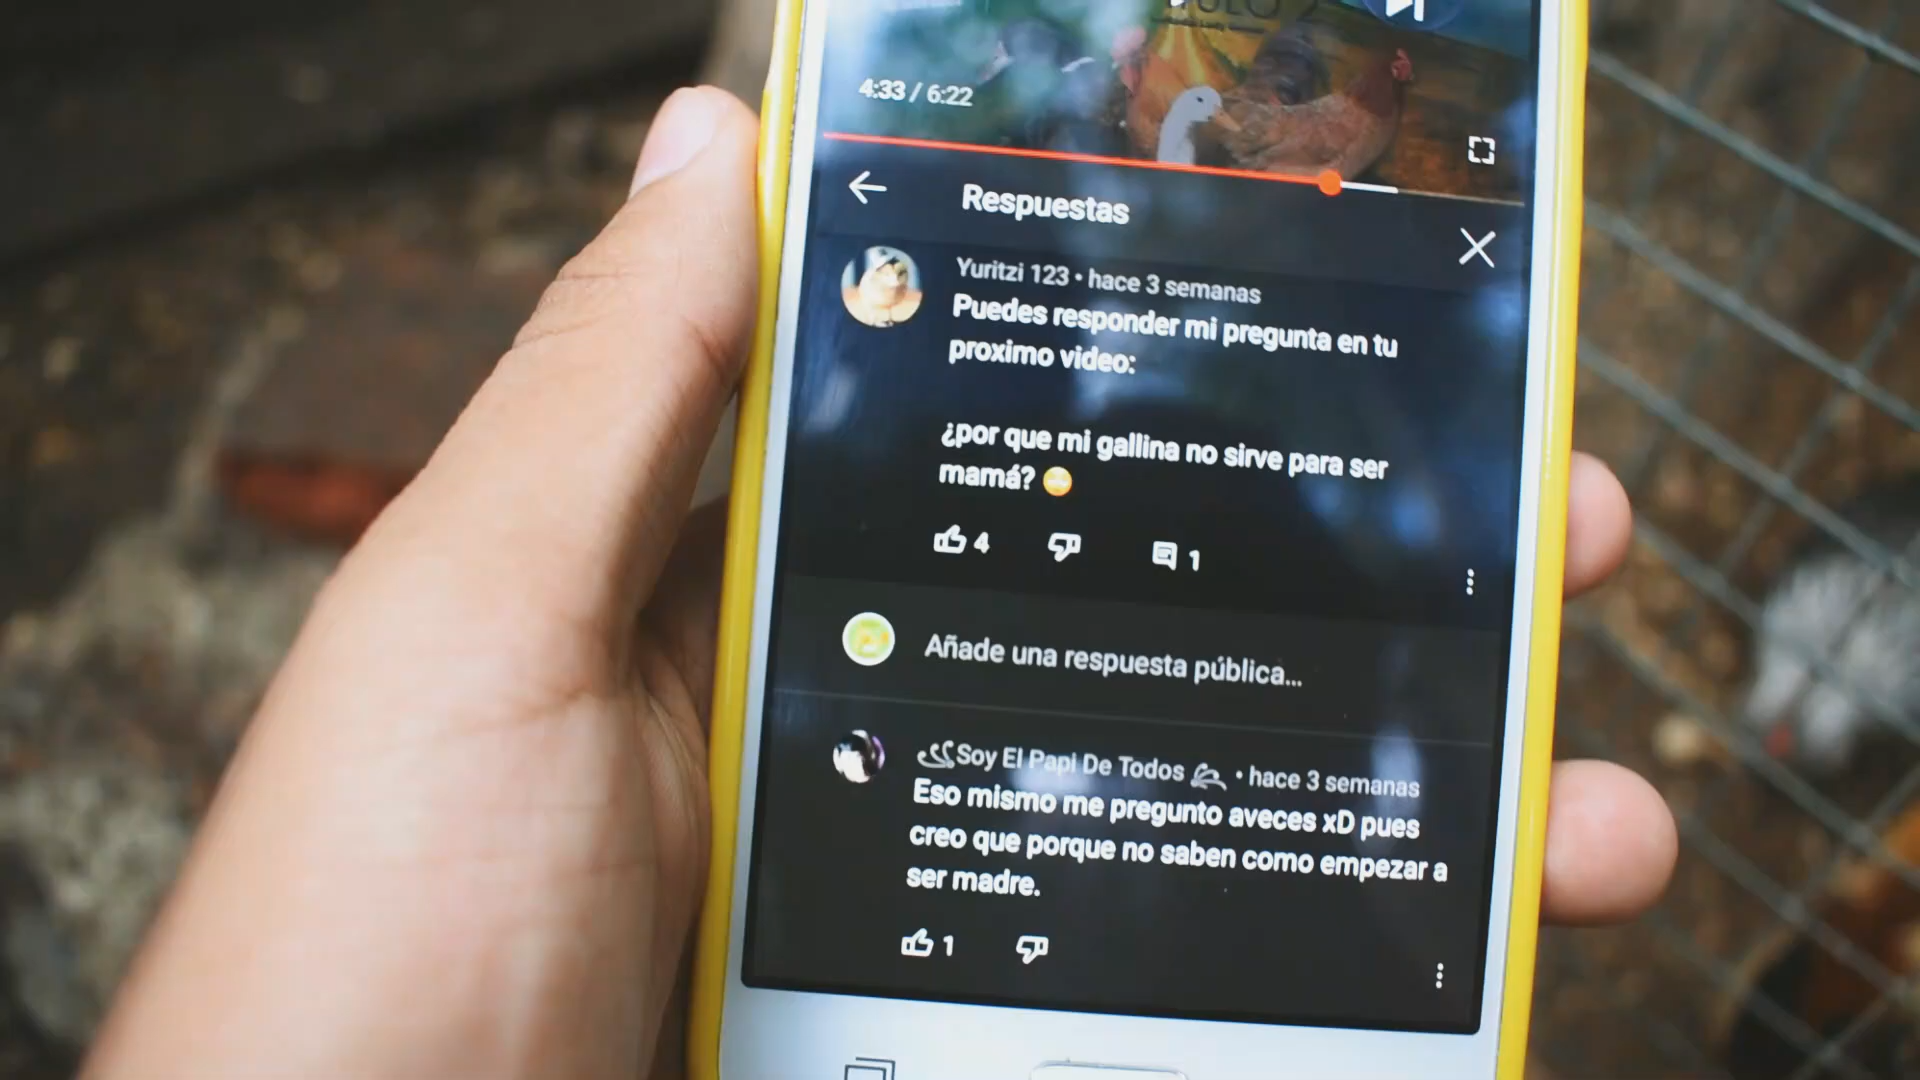 4:33 / 6:22
Respuestas
Yuritzi 123 • hace 3 semanas
Puedes responder mi pregunta en tu
proximo video:
¿por que mi gallina no sirve para ser
mamá?
4
1
Añade una respuesta pública...
Soy El Papi De Todos • hace 3 semanas
Eso mismo me pregunto aveces xD pues
creo que porque no saben como empezar a
ser madre.
1